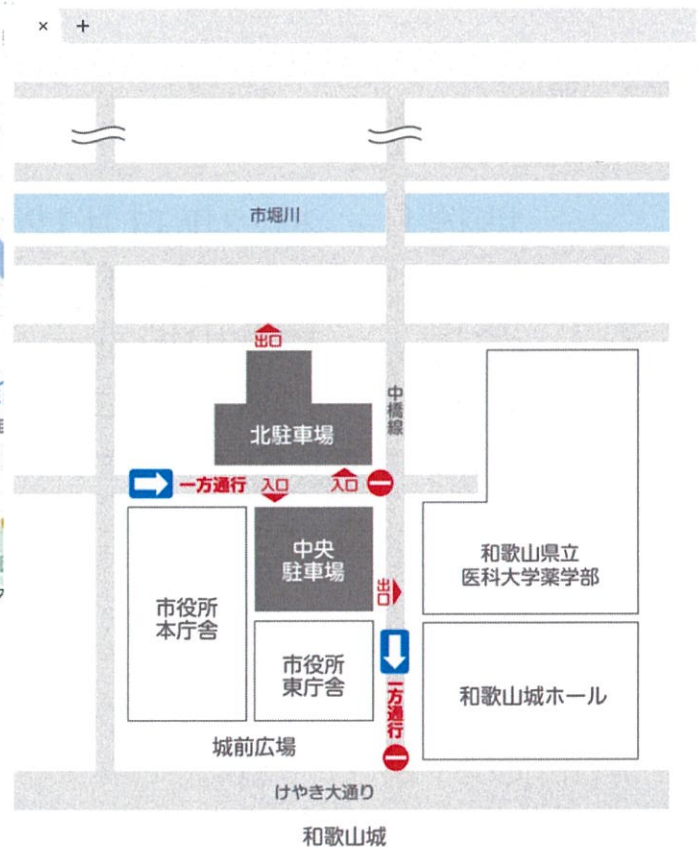 × +
市堀川
出口
北駐車場
中橋線
一方通行
入口
入口
中央
駐車場
出口
和歌山県立
医科大学薬学部
市役所
本庁舎
市役所
東庁舎
一方通行
和歌山城ホール
城前広場
けやき大通り
和歌山城